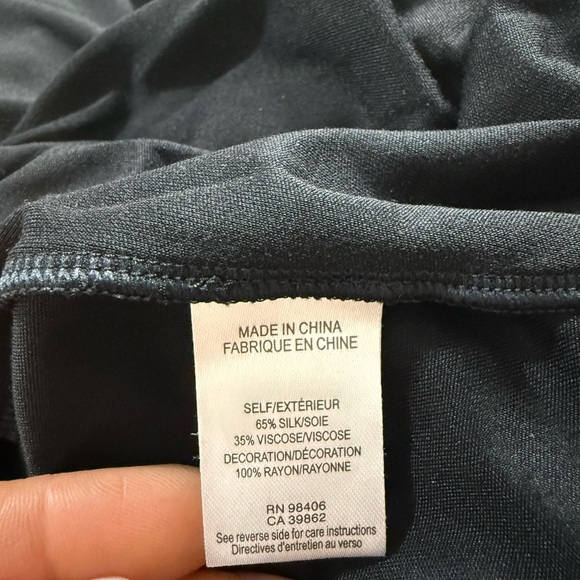 MADE IN CHINA
FABRIQUE EN CHINE
SELF/EXTÉRIEUR
65% SILK/SOIE
35% VISCOSE/VISCOSE
DECORATION/DÉCORATION
100% RAYON/RAYONNE
RN 98406
CA 39862
See reverse side for care instructions
Directives d'entretien au verso